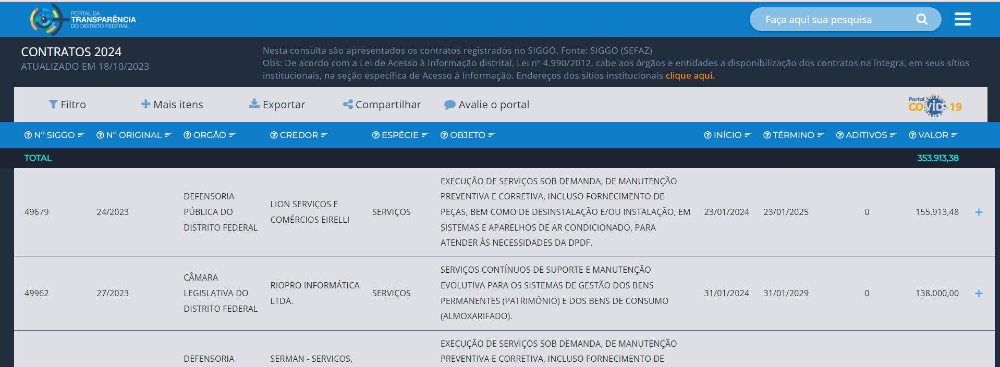 PORTAL DA
TRANSPARÊNCIA
DO DISTRITO FEDERAL
Faça aqui sua pesquisa
CONTRATOS 2024
ATUALIZADO EM 18/10/2023
Nesta consulta são apresentados os contratos registrados no SIGGO. Fonte: SIGGO (SEFAZ)
Obs: De acordo com a Lei de Acesso à Informação distrital, Lei nº 4.990/2012, cabe aos órgãos e entidades a disponibilização dos contratos na íntegra, em seus sítios
institucionais, na seção específica de Acesso à Informação. Endereços dos sítios institucionais clique aqui.
Filtro
Mais itens
Exportar
Compartilhar
Avalie o portal
Portal
COVID-19
Nº SIGGO
Nº ORIGINAL
ORGÃO
CREDOR
ESPÉCIE
OBJETO
INÍCIO
TÉRMINO
ADITIVOS
VALOR
TOTAL
353.913,38
49679
24/2023
DEFENSORIA
PÚBLICA DO
DISTRITO FEDERAL
LION SERVIÇOS E
COMÉRCIOS EIRELLI
SERVIÇOS
EXECUÇÃO DE SERVIÇOS SOB DEMANDA, DE MANUTENÇÃO
PREVENTIVA E CORRETIVA, INCLUSO FORNECIMENTO DE
PEÇAS, BEM COMO DE DESINSTALAÇÃO E/OU INSTALAÇÃO, EM
SISTEMAS E APARELHOS DE AR CONDICIONADO, PARA
ATENDER ÀS NECESSIDADES DA DPDF.
23/01/2024
23/01/2025
0
155.913,48
49962
27/2023
CÂMARA
LEGISLATIVA DO
DISTRITO FEDERAL
RIOPRO INFORMÁTICA
LTDA.
SERVIÇOS
SERVIÇOS CONTÍNUOS DE SUPORTE E MANUTENÇÃO
EVOLUTIVA PARA OS SISTEMAS DE GESTÃO DOS BENS
PERMANENTES (PATRIMÔNIO) E DOS BENS DE CONSUMO
(ALMOXARIFADO).
31/01/2024
31/01/2029
0
138.000,00
DEFENSORIA
SERMAN - SERVICOS,
EXECUÇÃO DE SERVIÇOS SOB DEMANDA, DE MANUTENÇÃO
PREVENTIVA E CORRETIVA, INCLUSO FORNECIMENTO DE